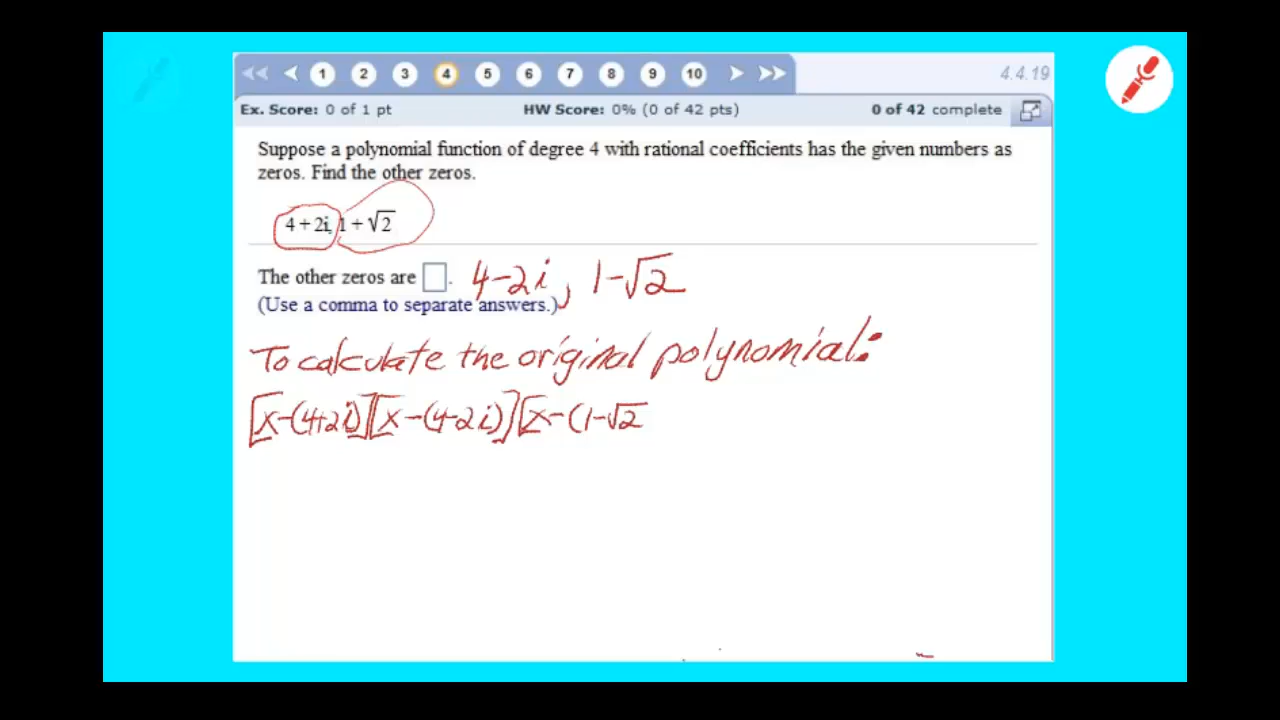 1 2 3 4 5 6 7 8 9 10
4.4.19
Ex. Score: 0 of 1 pt HW Score: 0% (0 of 42 pts) 0 of 42 complete
Suppose a polynomial function of degree 4 with rational coefficients has the given numbers as
zeros. Find the other zeros.
4 + 2i, 1 + √2
The other zeros are . 4-2i, 1-√2
(Use a comma to separate answers.)
To calculate the original polynomial:
[x-(4+2i)][x-(4-2i)][x-(1-√2